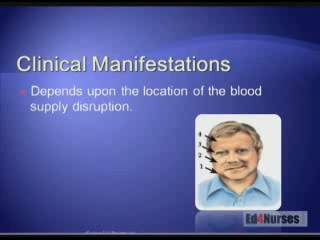 Clinical Manifestations
Depends upon the location of the blood
supply disruption.
4
3
2
1
Ed4Nurses